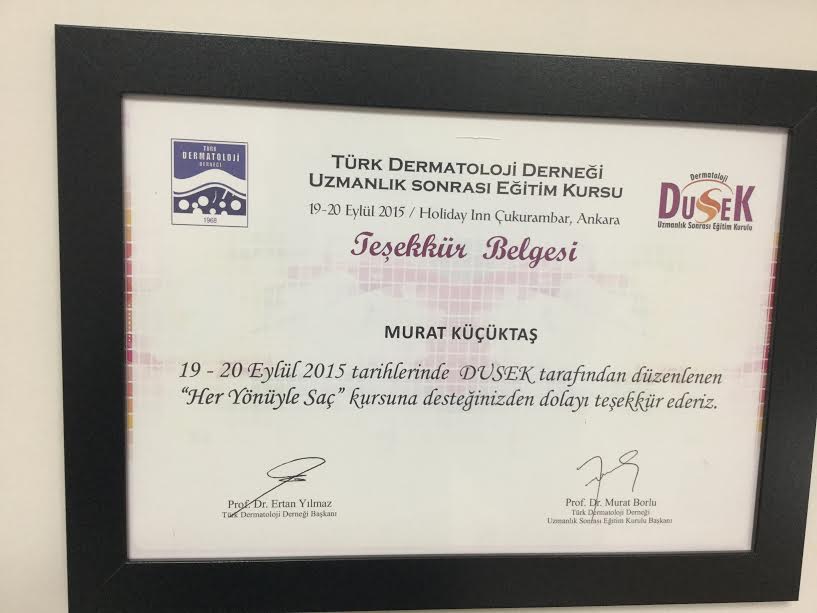 TÜRK
DERMATOLOJİ
DERNEĞİ
1968
TÜRK DERMATOLOJİ DERNEĞİ
UZMANLIK SONRASI EĞİTİM KURSU
19-20 Eylül 2015 / Holiday Inn Çukurambar, Ankara
Dermatoloji
DUSEK
Uzmanlık Sonrası Eğitim Kurulu
Teşekkür Belgesi
MURAT KÜÇÜKTAŞ
19 - 20 Eylül 2015 tarihlerinde DUSEK tarafından düzenlenen
"Her Yönüyle Saç" kursuna desteğinizden dolayı teşekkür ederiz.
Prof. Dr. Ertan Yılmaz
Türk Dermatoloji Derneği Başkanı
Prof. Dr. Murat Borlu
Türk Dermatoloji Derneği
Uzmanlık Sonrası Eğitim Kurulu Başkanı